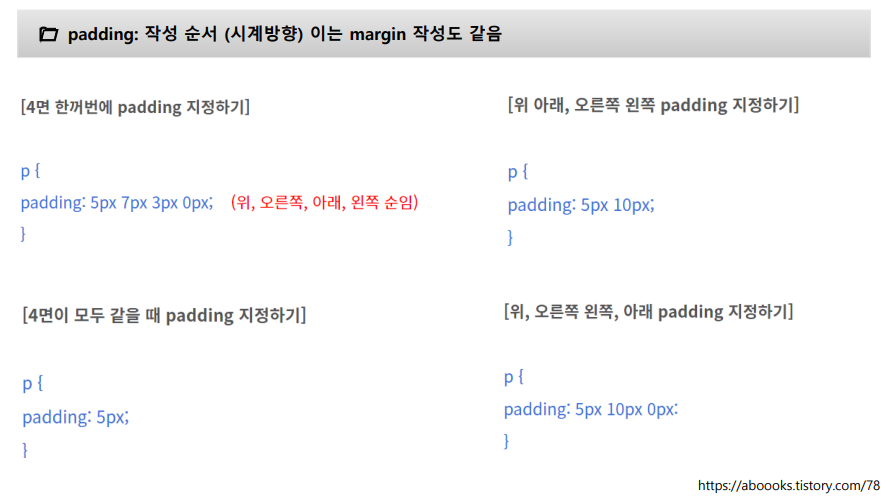 padding: 작성 순서 (시계방향) 이는 margin 작성도 같음
[4면 한꺼번에 padding 지정하기]
p {
padding: 5px 7px 3px 0px; (위, 오른쪽, 아래, 왼쪽 순임)
}
[위 아래, 오른쪽 왼쪽 padding 지정하기]
p {
padding: 5px 10px;
}
[4면이 모두 같을 때 padding 지정하기]
p {
padding: 5px;
}
[위, 오른쪽 왼쪽, 아래 padding 지정하기]
p {
padding: 5px 10px 0px:
}
https://aboooks.tistory.com/78